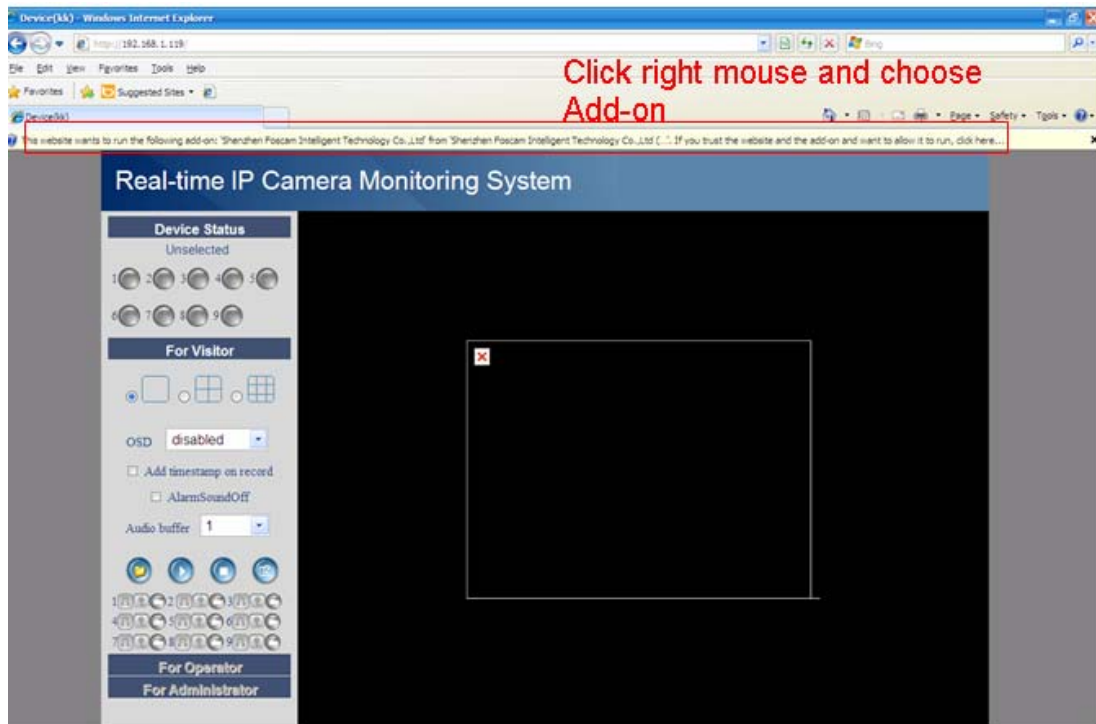 Device(kk) - Windows Internet Explorer
http://192.168.1.119/
Bing
File Edit View Favorites Tools Help
Click right mouse and choose
Add-on
Favorites Suggested Sites
Device(kk)
Page Safety Tools
This website wants to run the following add-on: 'Shenzhen Foscam Intelligent Technology Co.,Ltd' from 'Shenzhen Foscam Intelligent Technology Co.,Ltd (...'. If you trust the website and the add-on and want to allow it to run, click here...
Real-time IP Camera Monitoring System
Device Status
Unselected
1 2 3 4 5
6 7 8 9
For Visitor
OSD disabled
Add timestamp on record
AlarmSoundOff
Audio buffer 1
1 2 3
4 5 6
7 8 9
For Operator
For Administrator